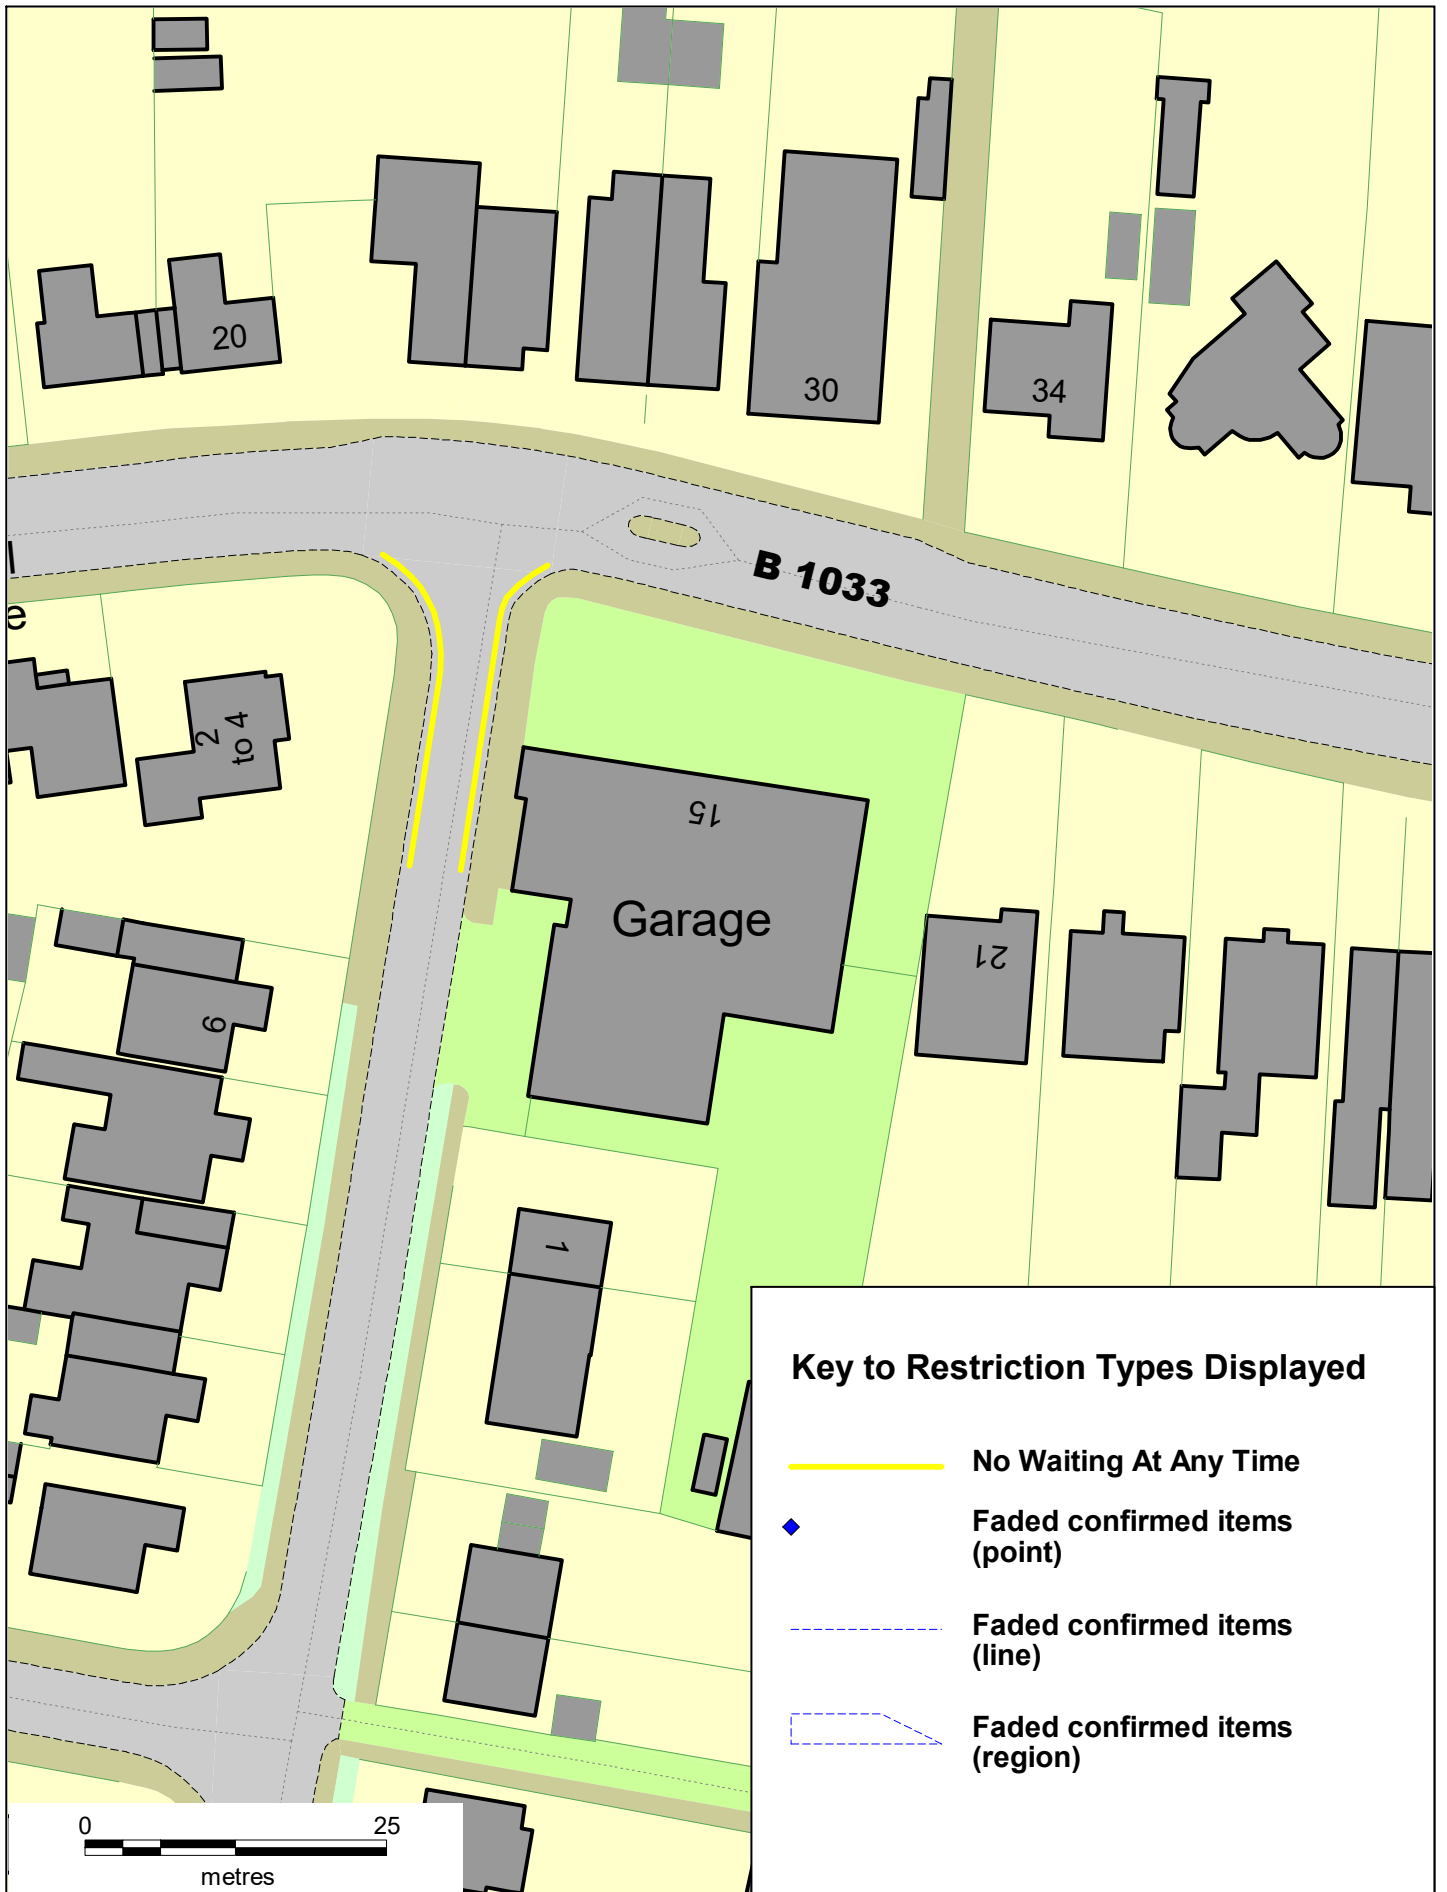 20
30
34
B 1033
l
e
2
to 4
15
Garage
21
9
1
Key to Restriction Types Displayed
No Waiting At Any Time
Faded confirmed items
(point)
Faded confirmed items
(line)
Faded confirmed items
(region)
0 25
metres